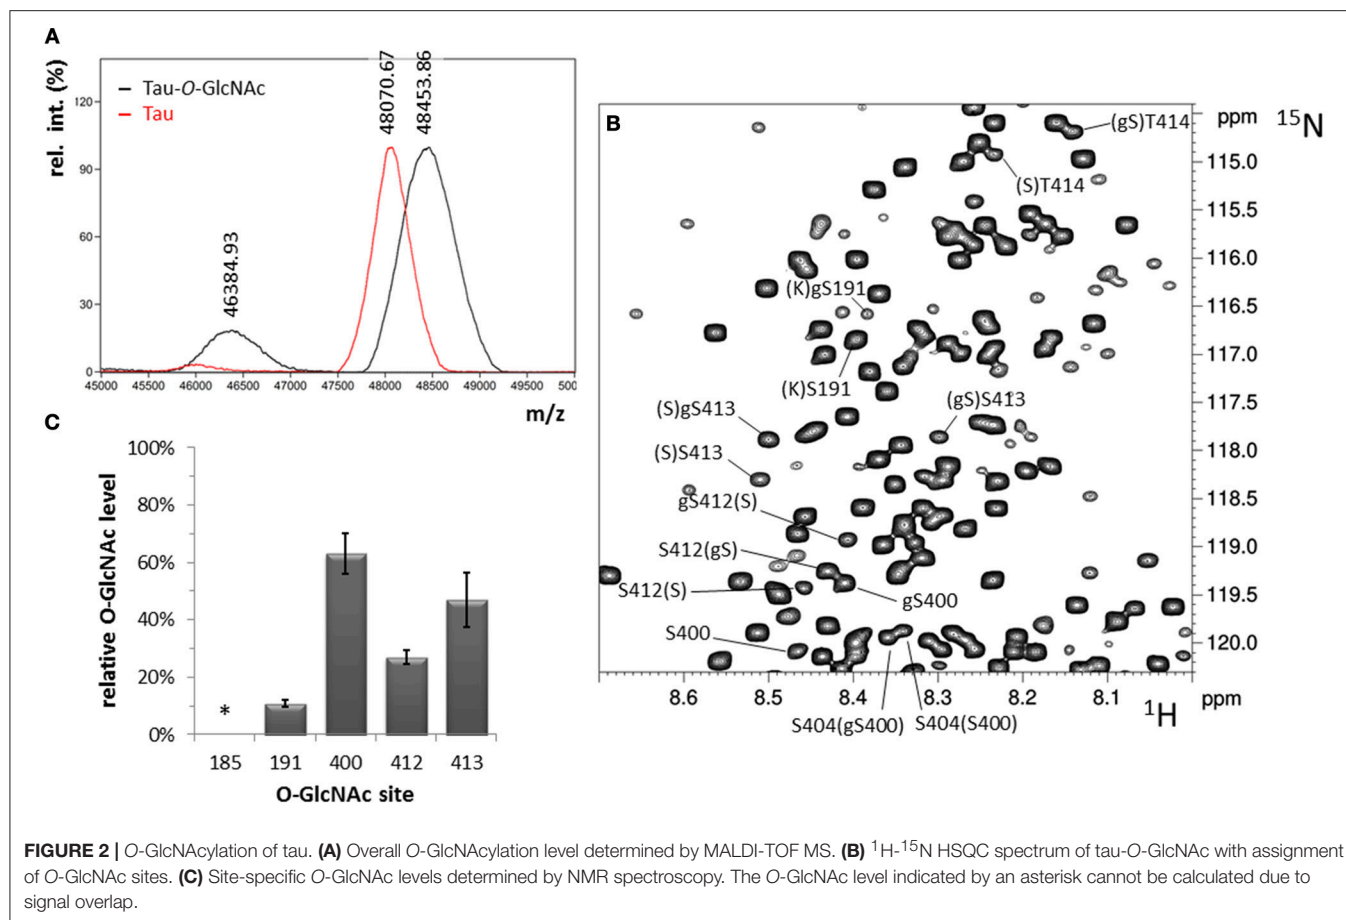 A
rel. int. (%)
120
90
60
30
0
Tau-O-GlcNAc
Tau
46384.93
48070.67
48453.86
45000 45500 46000 46500 47000 47500 48000 48500 49000 49500 500
m/z
B
(gS)T414
(S)T414
(K)gS191
(K)S191
(S)gS413
(gS)S413
(S)S413
gS412(S)
S412(gS)
S412(S)
gS400
S400
S404(gS400)
S404(S400)
ppm
15N
115.0
115.5
116.0
116.5
117.0
117.5
118.0
118.5
119.0
119.5
120.0
8.6 8.5 8.4 8.3 8.2 8.1 ppm
1H
C
relative O-GlcNAc level
100%
80%
60%
40%
20%
0%
*
185 191 400 412 413
O-GlcNAc site
FIGURE 2 | O-GlcNAcylation of tau. (A) Overall O-GlcNAcylation level determined by MALDI-TOF MS. (B) 1H-15N HSQC spectrum of tau-O-GlcNAc with assignment
of O-GlcNAc sites. (C) Site-specific O-GlcNAc levels determined by NMR spectroscopy. The O-GlcNAc level indicated by an asterisk cannot be calculated due to
signal overlap.